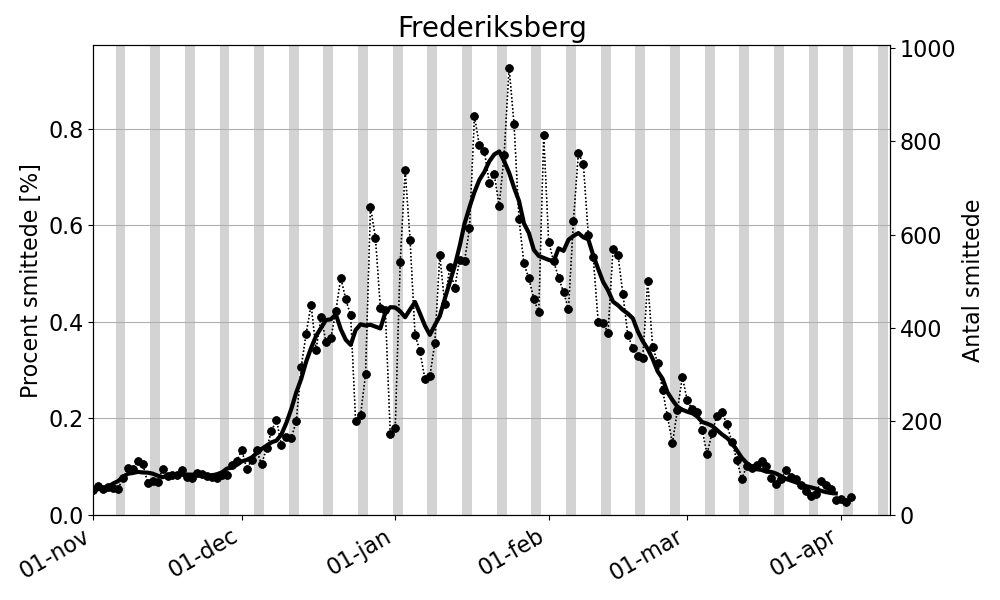 Frederiksberg
Procent smittede [%]
0.8
0.6
0.4
0.2
0.0
1000
800
600
400
200
0
Antal smittede
01-nov
01-dec
01-jan
01-feb
01-mar
01-apr